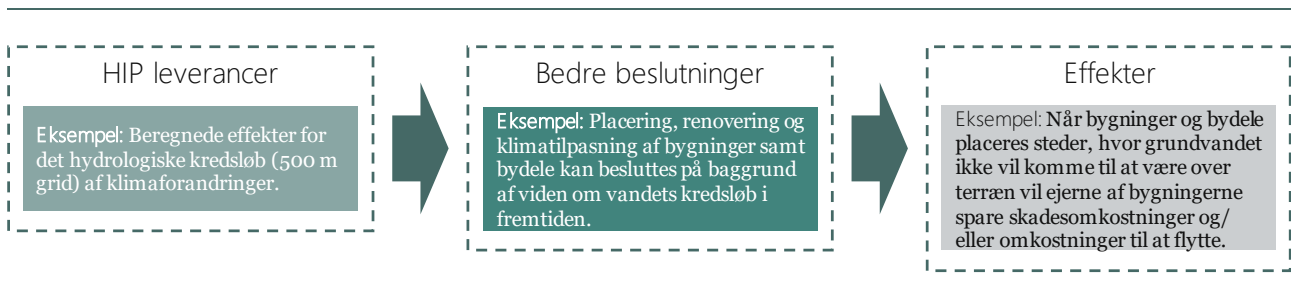 HIP leverancer
Eksempel: Beregnede effekter for
det hydrologiske kredsløb (500 m
grid) af klimaforandringer.
Bedre beslutninger
Eksempel: Placering, renovering og
klimatilpasning af bygninger samt
bydele kan besluttes på baggrund
af viden om vandets kredsløb i
fremtiden.
Effekter
Eksempel: Når bygninger og bydele
placeres steder, hvor grundvandet
ikke vil komme til at være over
terræn vil ejerne af bygningerne
spare skadesomkostninger og/
eller omkostninger til at flytte.